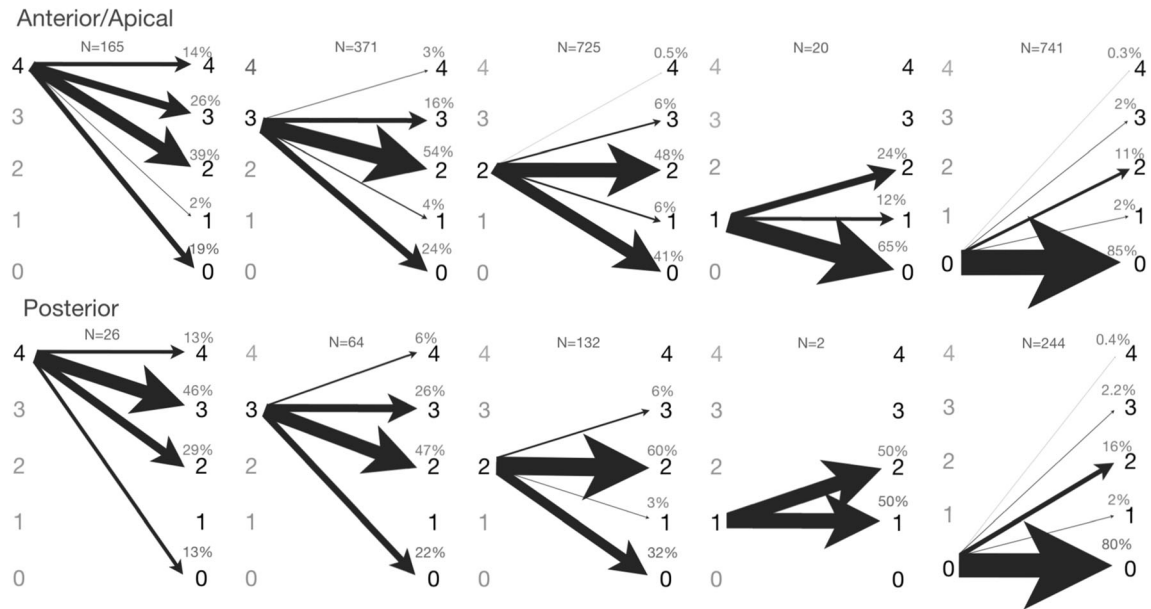 Anterior/Apical
N=165 N=371 N=725 N=20 N=741
14% 3% 0.5% 0.3%
4 4 4 4 4 4 4 4 4 4
26% 16% 6% 2%
3 3 3 3 3 3 3 3 3 3
39% 54% 48% 24% 11%
2 2 2 2 2 2 2 2 2 2
2% 4% 6% 12% 2%
1 1 1 1 1 1 1 1 1 1
19% 24% 41% 65% 85%
0 0 0 0 0 0 0 0 0 0
Posterior
N=26 N=64 N=132 N=2 N=244
13% 6% 0.4%
4 4 4 4 4 4 4 4 4 4
46% 26% 6% 2.2%
3 3 3 3 3 3 3 3 3 3
29% 47% 60% 50% 16%
2 2 2 2 2 2 2 2 2 2
3% 50% 2%
1 1 1 1 1 1 1 1 1 1
13% 22% 32% 80%
0 0 0 0 0 0 0 0 0 0